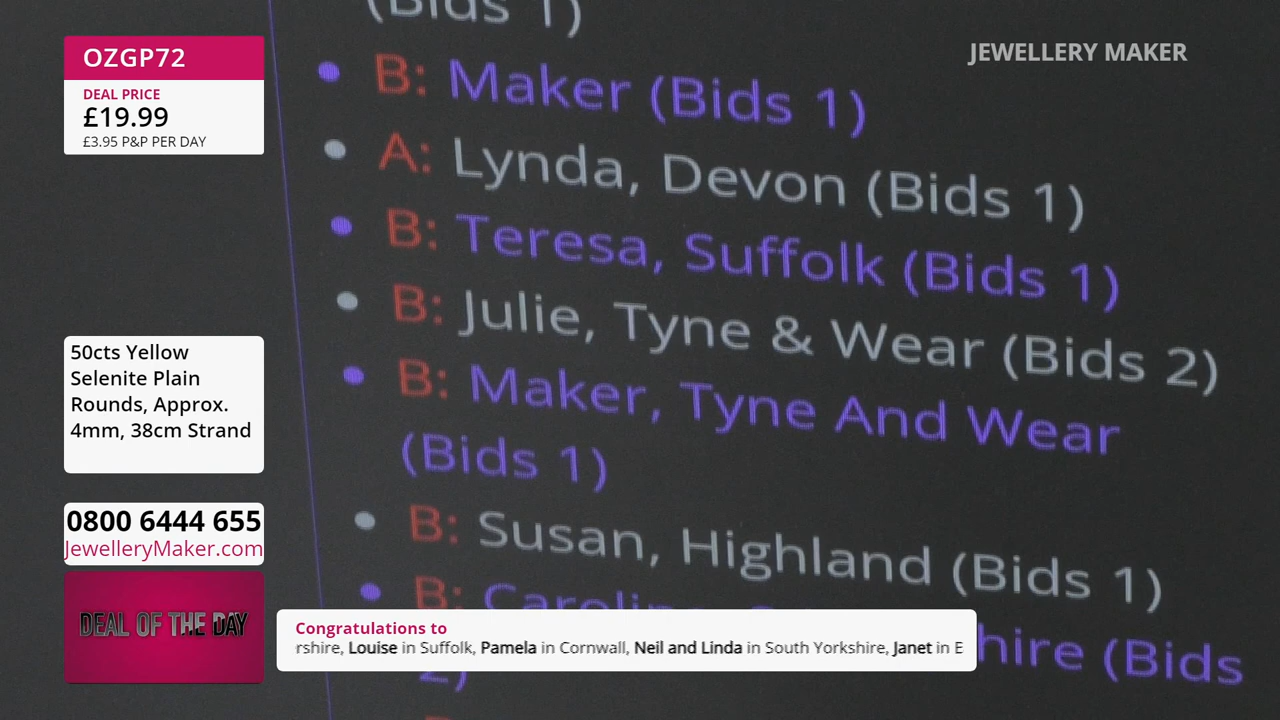 OZGP72
DEAL PRICE
£19.99
£3.95 P&P PER DAY
JEWELLERY MAKER
(Bids 1)
B: Maker (Bids 1)
A: Lynda, Devon (Bids 1)
B: Teresa, Suffolk (Bids 1)
B: Julie, Tyne & Wear (Bids 2)
B: Maker, Tyne And Wear
(Bids 1)
B: Susan, Highland (Bids 1)
B:
hire (Bids
2)
50cts Yellow
Selenite Plain
Rounds, Approx.
4mm, 38cm Strand
0800 6444 655
JewelleryMaker.com
DEAL OF THE DAY
Congratulations to
rshire, Louise in Suffolk, Pamela in Cornwall, Neil and Linda in South Yorkshire, Janet in E